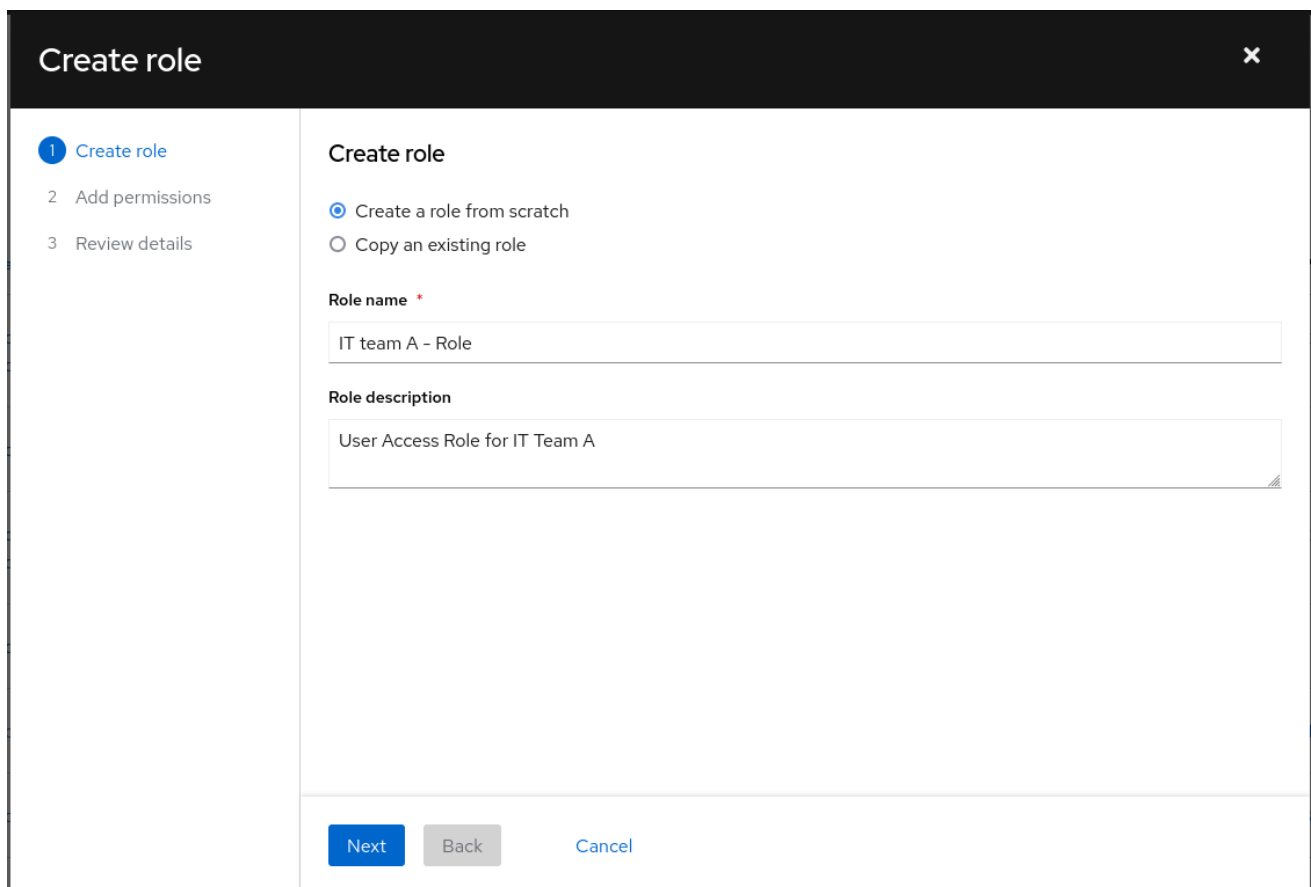 Create role
1 Create role
2 Add permissions
3 Review details
Create role
Create a role from scratch
Copy an existing role
Role name *
IT team A - Role
Role description
User Access Role for IT Team A
Next Back Cancel